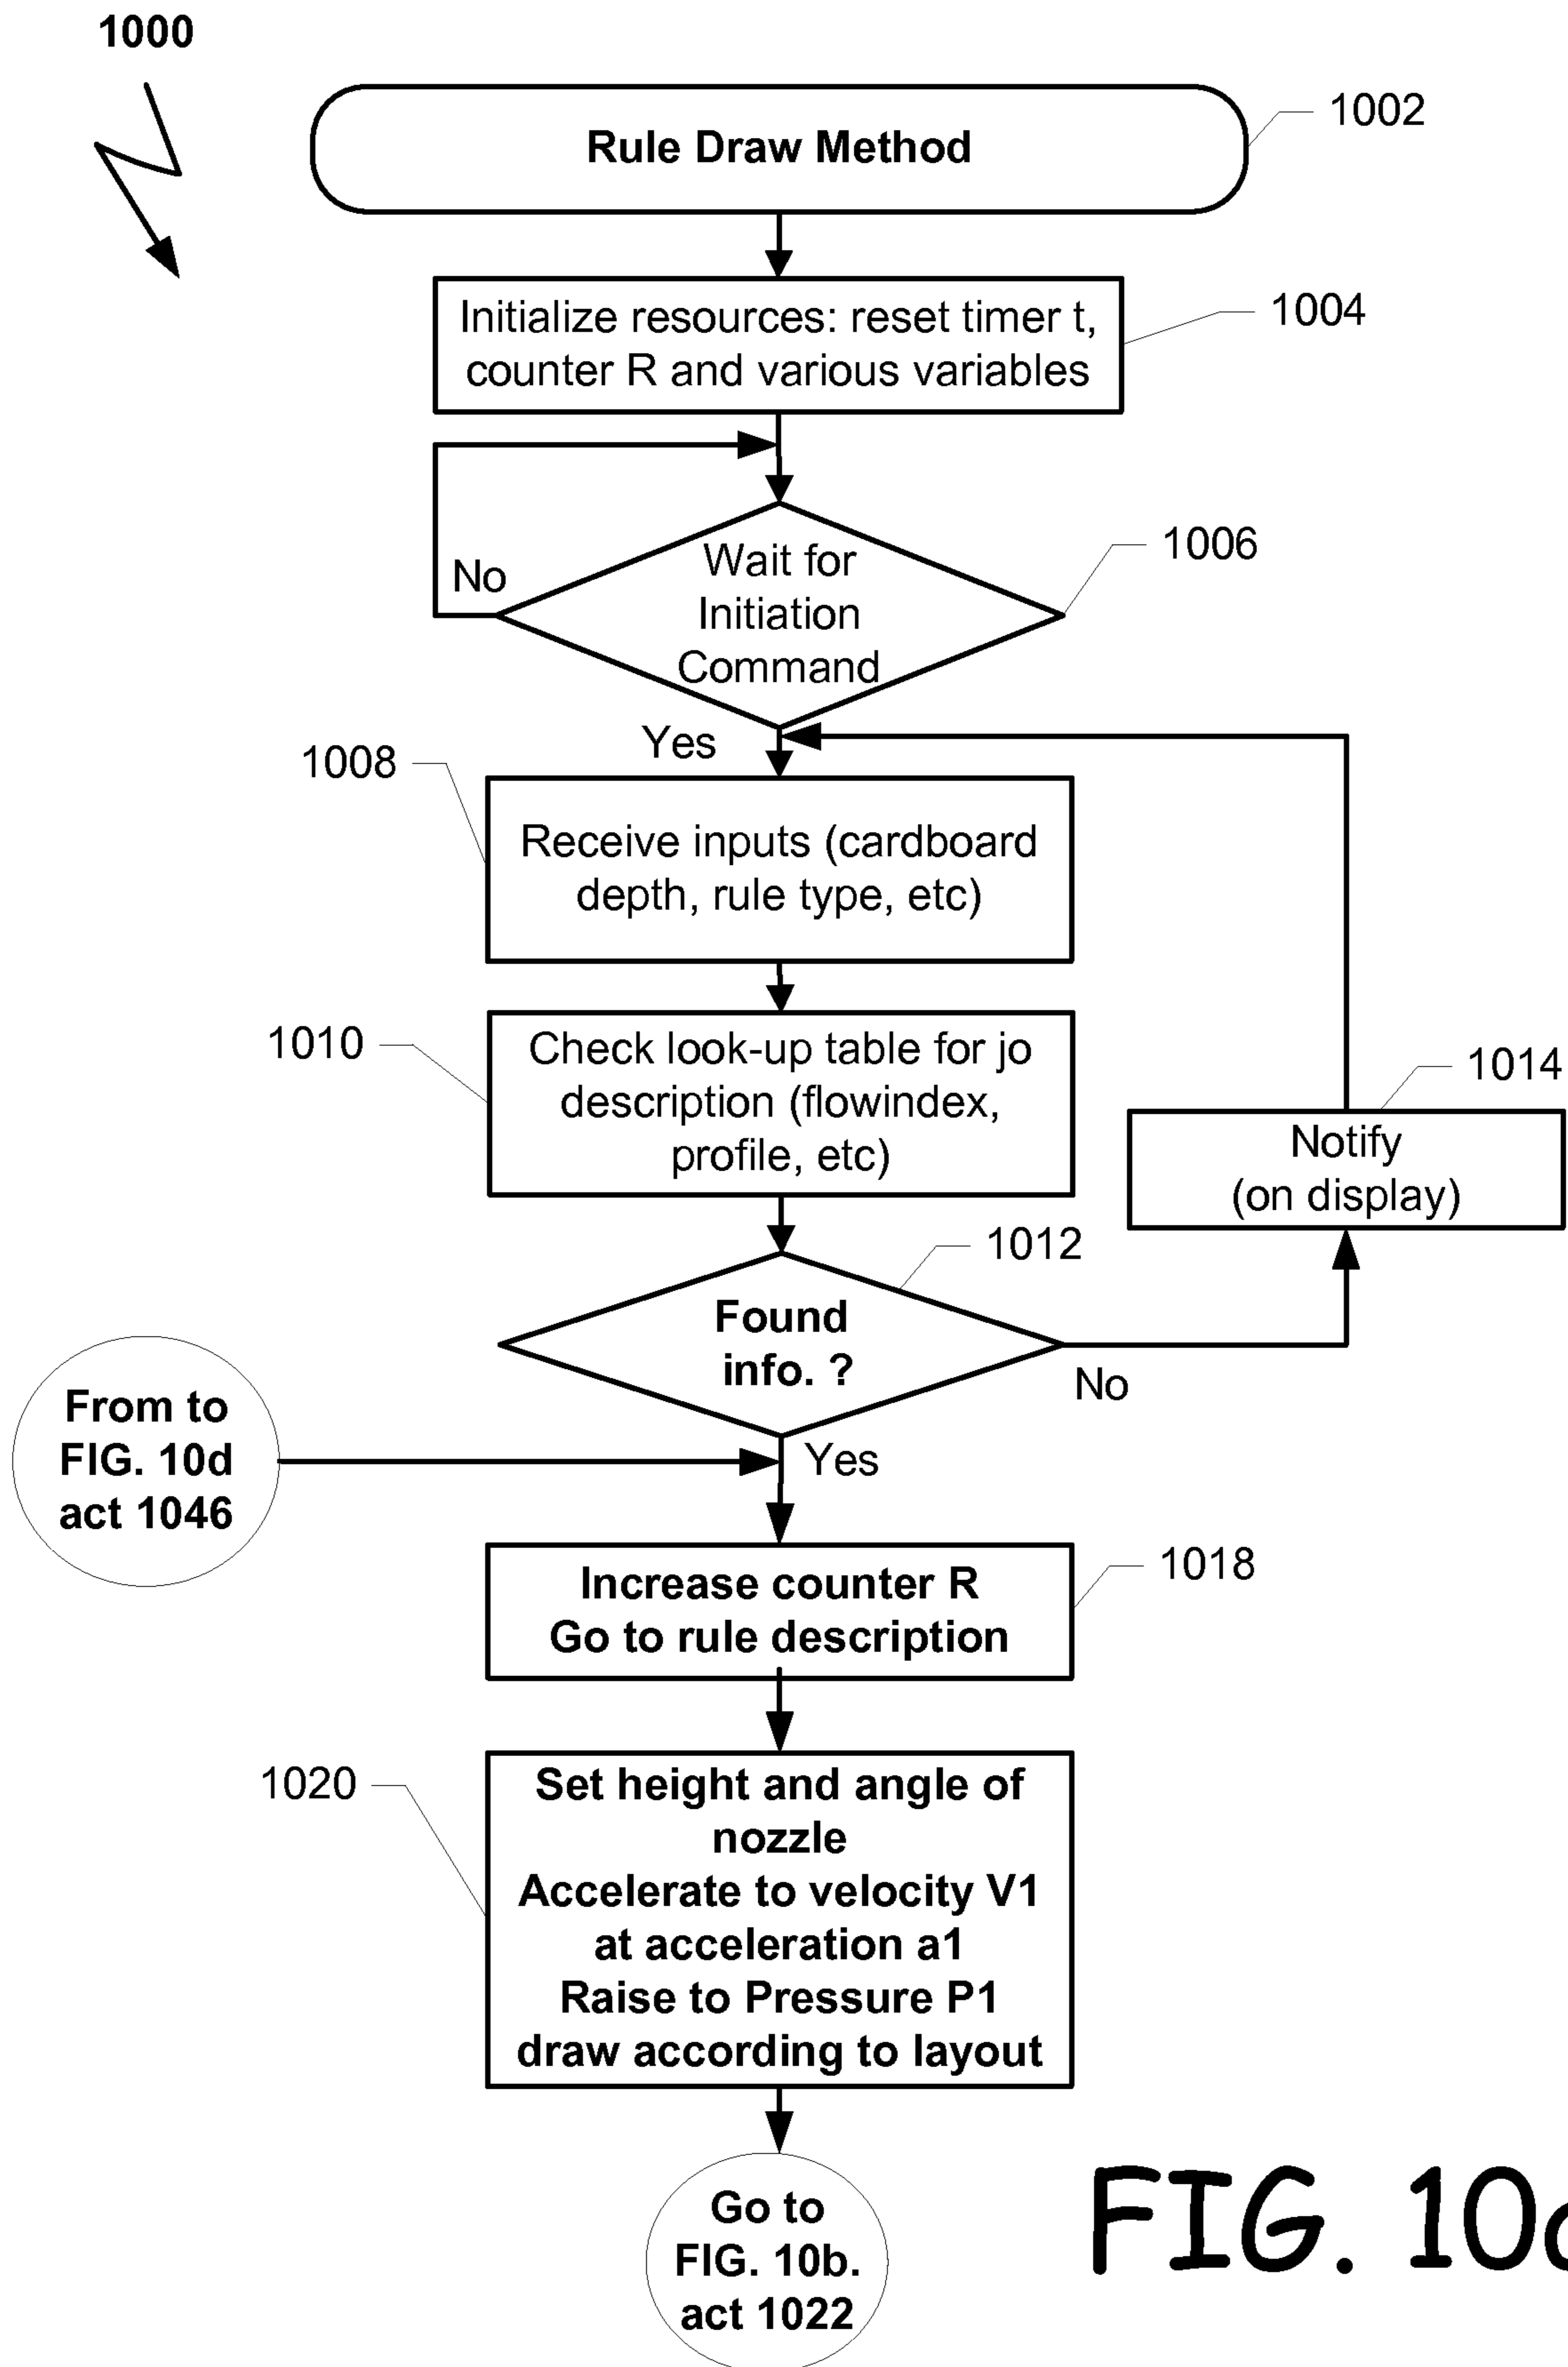 1000
Rule Draw Method
1002
Initialize resources: reset timer t,
counter R and various variables
1004
No
Wait for
Initiation
Command
1006
Yes
1008
Receive inputs (cardboard
depth, rule type, etc)
1010
Check look-up table for jo
description (flowindex,
profile, etc)
1014
Notify
(on display)
1012
Found
info. ?
No
From to
FIG. 10d
act 1046
Yes
Increase counter R
Go to rule description
1018
1020
Set height and angle of
nozzle
Accelerate to velocity V1
at acceleration a1
Raise to Pressure P1
draw according to layout
Go to
FIG. 10b.
act 1022
FIG. 10